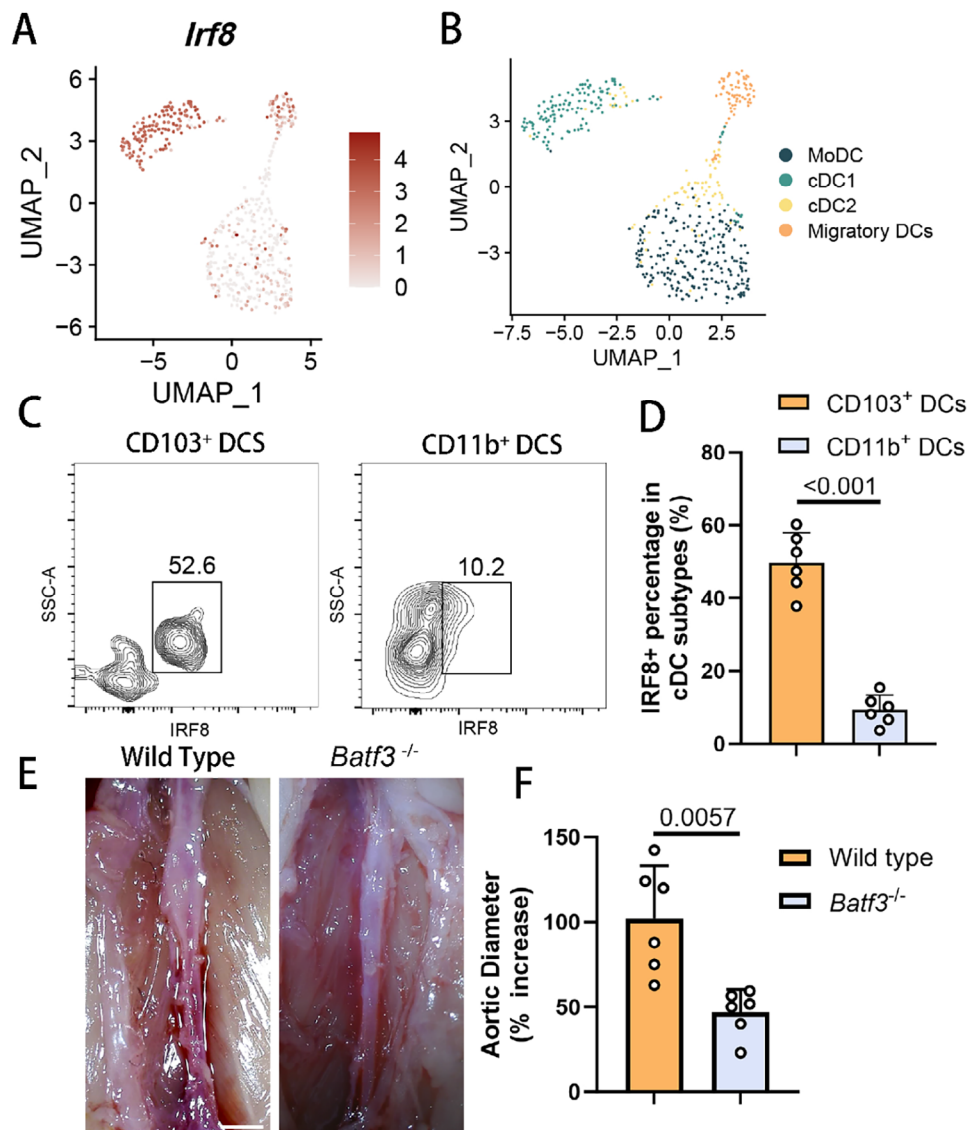 A
Irf8
UMAP_2
6
3
0
−3
−6
−5
0
5
UMAP_1
4
3
2
1
0
B
UMAP_2
3
0
−3
−7.5
−5.0
−2.5
0.0
2.5
UMAP_1
MoDC
cDC1
cDC2
Migratory DCs
C
CD103+ DCS
CD11b+ DCS
SSC-A
52.6
IRF8
SSC-A
10.2
IRF8
D
CD103+ DCs
CD11b+ DCs
IRF8+ percentage in
cDC subtypes (%)
80
60
40
20
0
<0.001
E
Wild Type
Batf3 -/-
F
Aortic Diameter
(% increase)
150
100
50
0
0.0057
Wild type
Batf3-/-